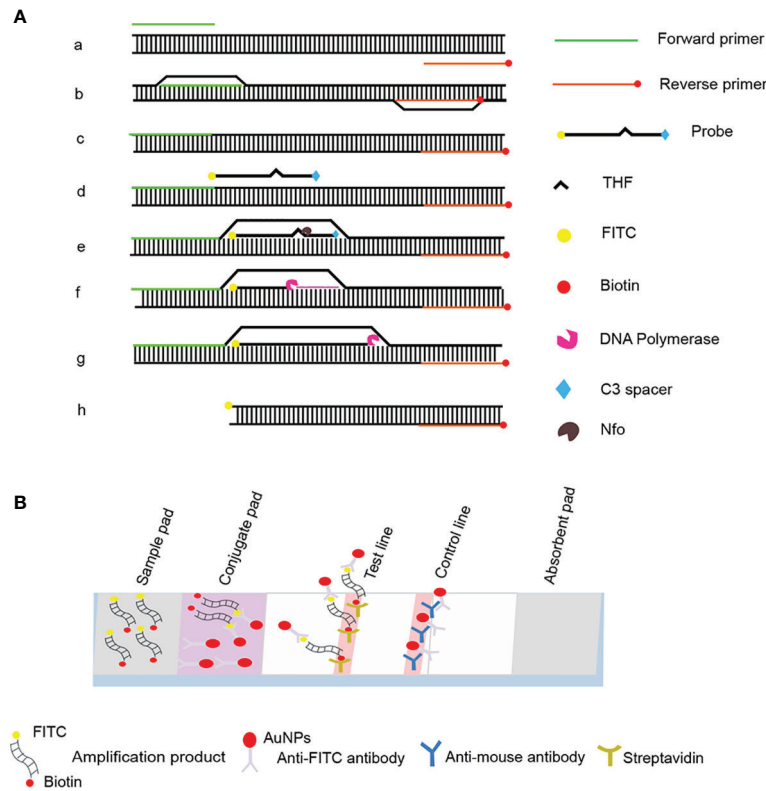 A
a
b
c
d
e
f
g
h
Forward primer
Reverse primer
Probe
THF
FITC
Biotin
DNA Polymerase
C3 spacer
Nfo
B
Sample pad
Conjugate pad
Test line
Control line
Absorbent pad
FITC
Amplification product
Biotin
AuNPs
Anti-FITC antibody
Anti-mouse antibody
Streptavidin